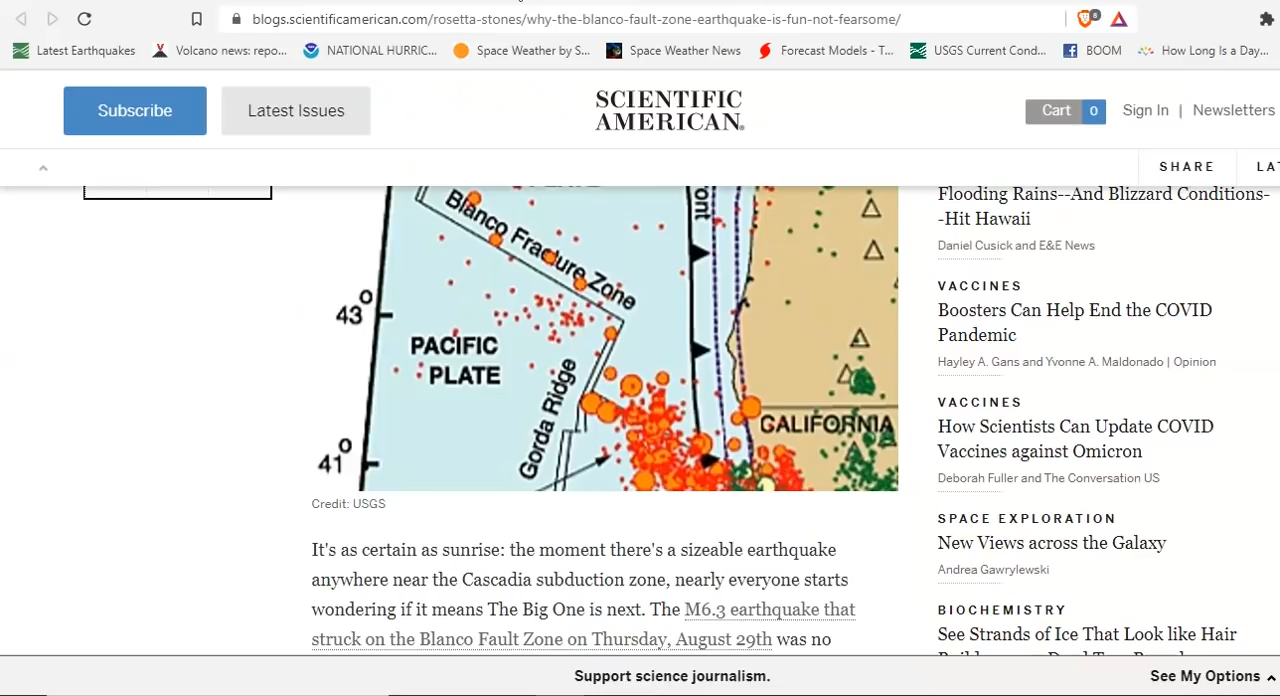 blogs.scientificamerican.com/rosetta-stones/why-the-blanco-fault-zone-earthquake-is-fun-not-fearsome/
8
Latest Earthquakes
Volcano news: repo...
NATIONAL HURRIC...
Space Weather by S...
Space Weather News
Forecast Models - T...
USGS Current Cond...
BOOM
How Long Is a Day...
Subscribe
Latest Issues
SCIENTIFIC
AMERICAN
Cart 0
Sign In | Newsletters
SHARE
LAT
Blanco Fracture Zone
ont
43°
PACIFIC
PLATE
Gorda Ridge
CALIFORNIA
41°
Credit: USGS
It's as certain as sunrise: the moment there's a sizeable earthquake
anywhere near the Cascadia subduction zone, nearly everyone starts
wondering if it means The Big One is next. The M6.3 earthquake that
struck on the Blanco Fault Zone on Thursday, August 29th was no
Flooding Rains--And Blizzard Conditions-
-Hit Hawaii
Daniel Cusick and E&E News
VACCINES
Boosters Can Help End the COVID
Pandemic
Hayley A. Gans and Yvonne A. Maldonado | Opinion
VACCINES
How Scientists Can Update COVID
Vaccines against Omicron
Deborah Fuller and The Conversation US
SPACE EXPLORATION
New Views across the Galaxy
Andrea Gawrylewski
BIOCHEMISTRY
See Strands of Ice That Look like Hair
Support science journalism.
See My Options